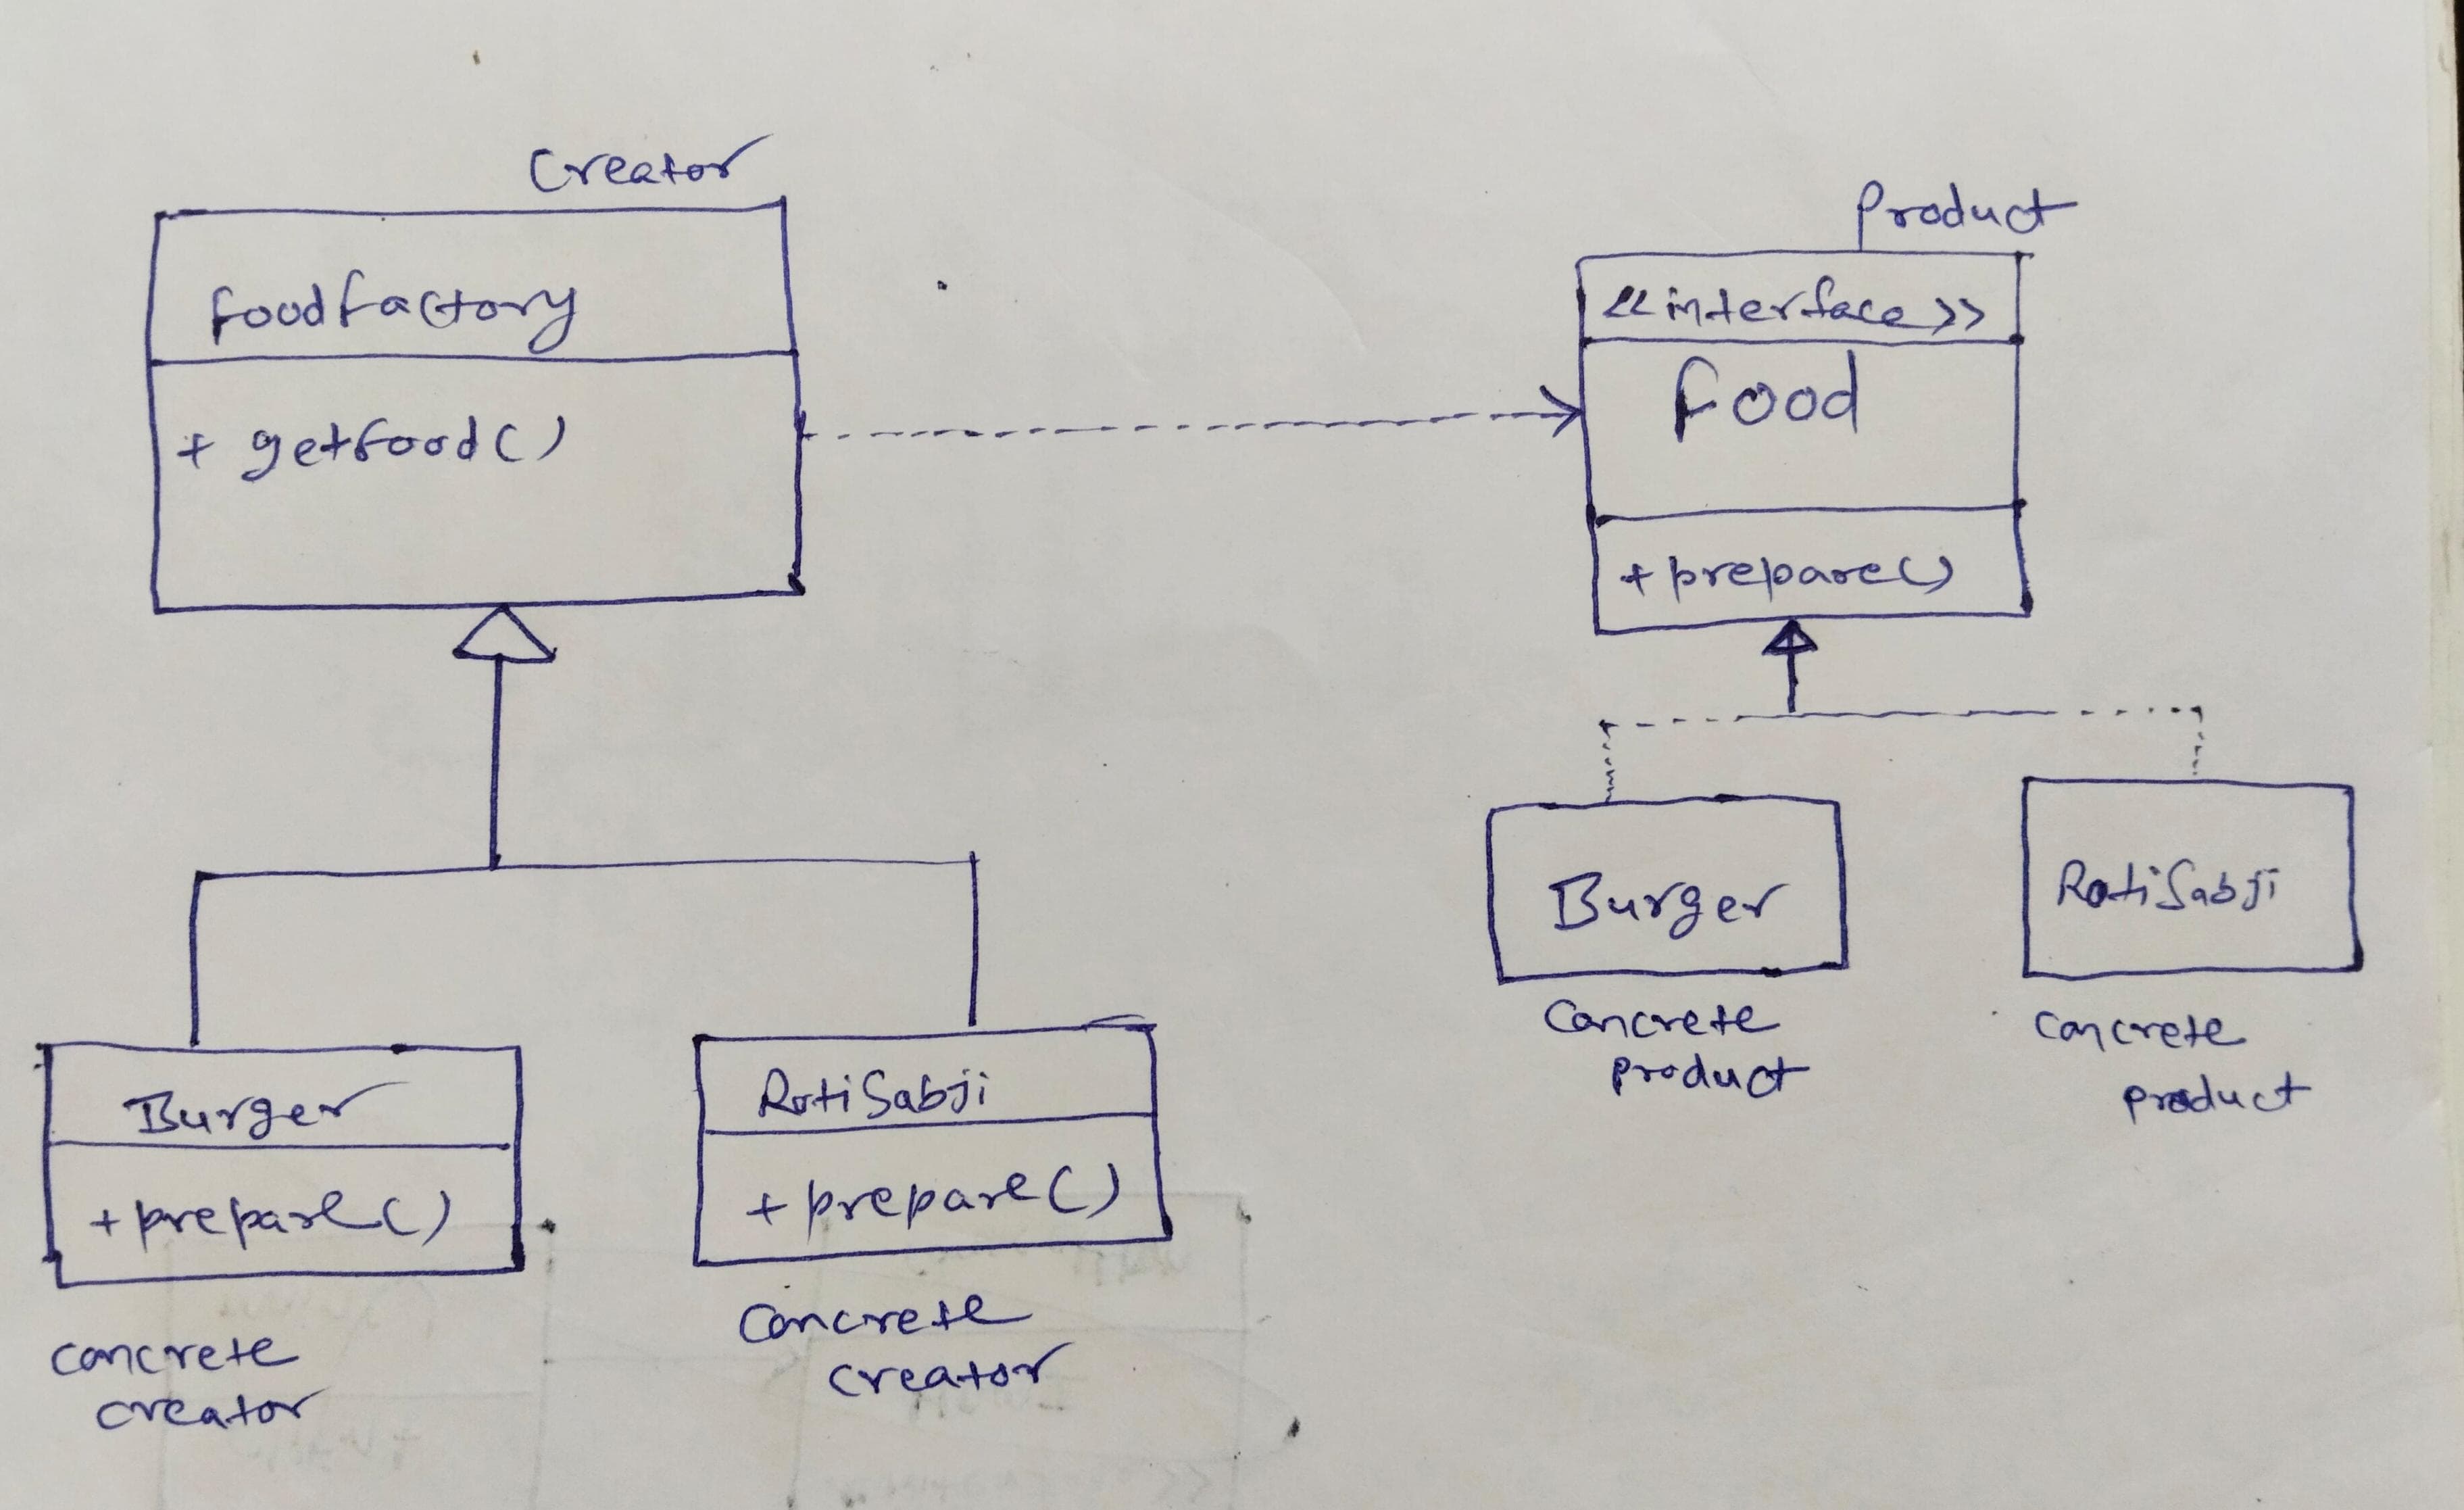 Creator
FoodFactory
+ getFood()
Product
<<interface>>
Food
+prepare()
Burger
RotiSabji
Concrete
product
Concrete
product
Burger
+prepare()
RotiSabji
+prepare()
Concrete
creator
Concrete
creator